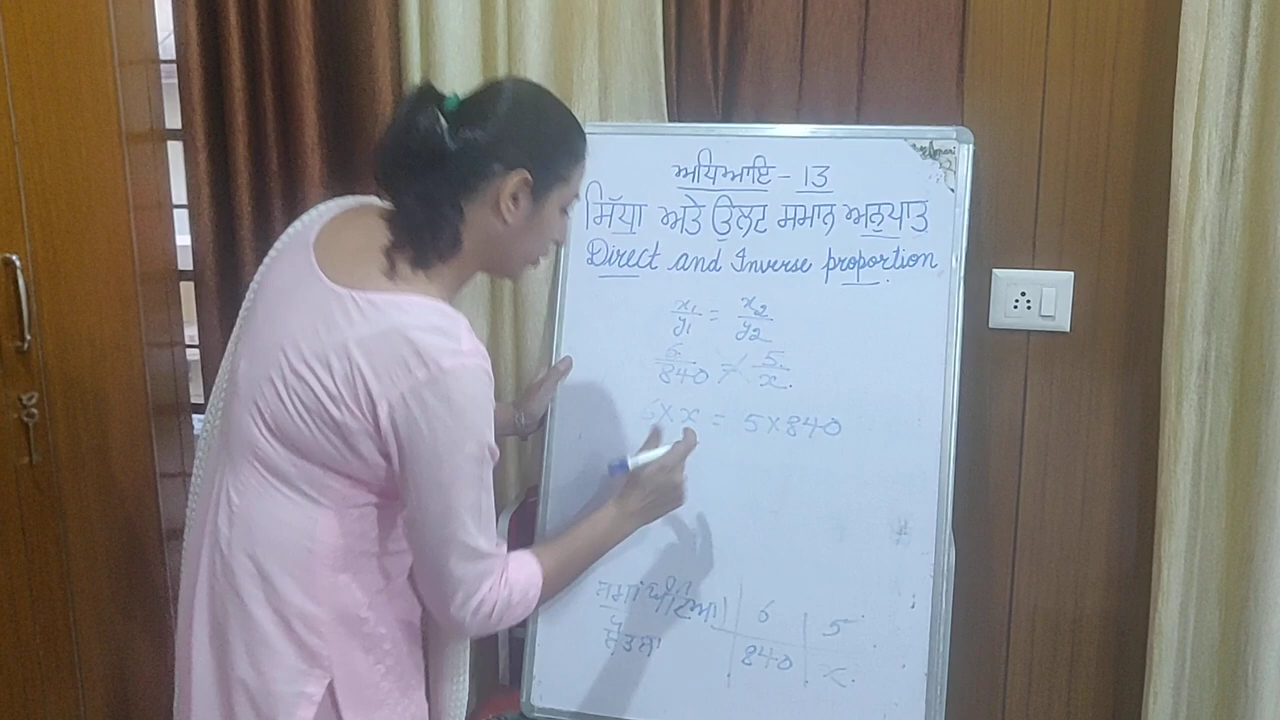 ਅਧਿਆਇ - 13
ਸਿੱਧਾ ਅਤੇ ਉਲਟ ਸਮਾਨ ਅਨੁਪਾਤ
Direct and Inverse proportion.
x₁/y₁ = x₂/y₂
6/840 = 5/x
6 × x = 5 × 840
ਘੰਟਿਆਂ | 6 | 5
ਬੋਤਲਾਂ | 840 | x